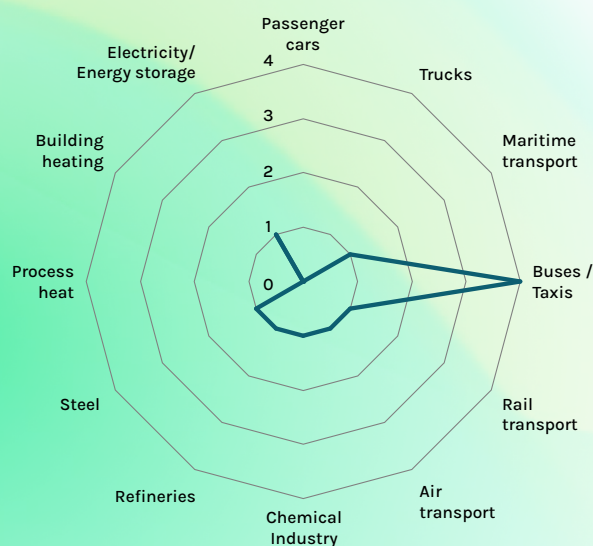 Passenger
cars
Electricity/
Energy storage
4
Trucks
3
Building
heating
Maritime
transport
2
1
Process
heat
0
Buses /
Taxis
Steel
Rail
transport
Refineries
Air
transport
Chemical
Industry